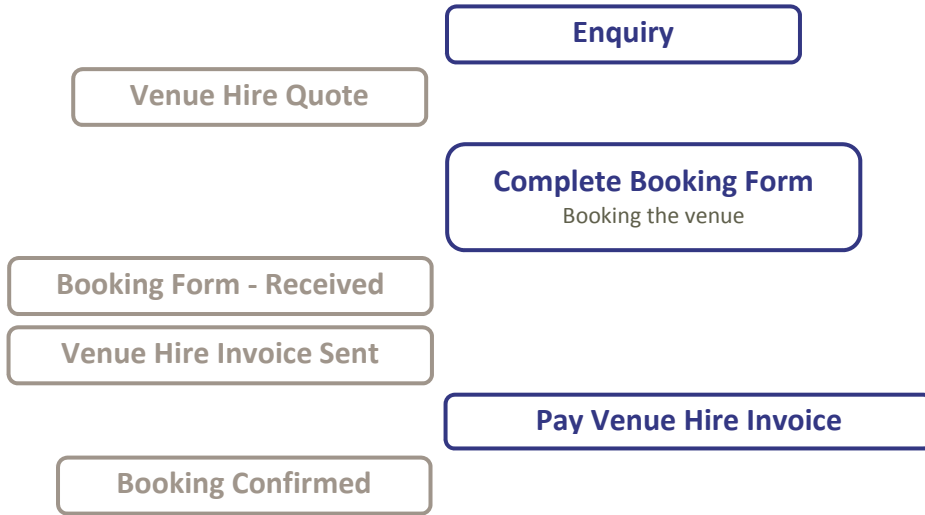 Enquiry
Venue Hire Quote
Complete Booking Form
Booking the venue
Booking Form - Received
Venue Hire Invoice Sent
Pay Venue Hire Invoice
Booking Confirmed